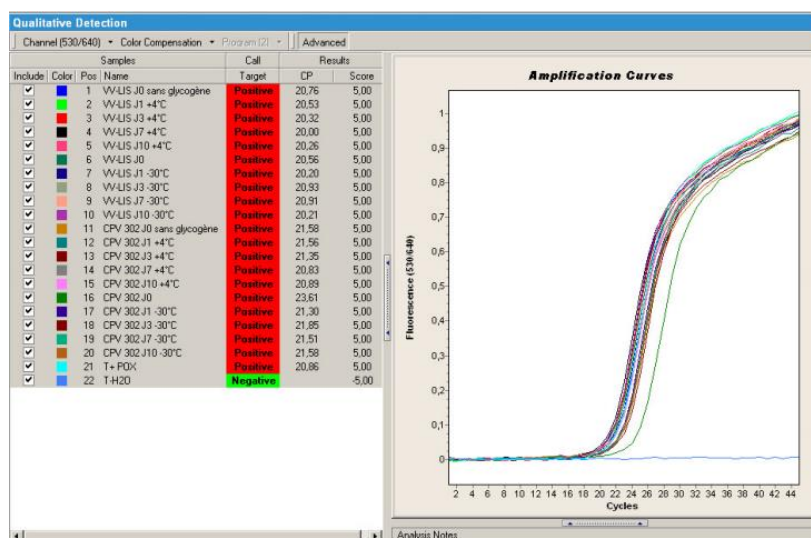 Qualitative Detection
Channel (530/640) Color Compensation Program (2) Advanced
Samples Call Results
Include Color Pos Name Target CP Score
1 VV-LIS J0 sans glycogène Positive 20,76 5,00
2 VV-LIS J1 +4°C Positive 20,53 5,00
3 VV-LIS J3 +4°C Positive 20,32 5,00
4 VV-LIS J7 +4°C Positive 20,00 5,00
5 VV-LIS J10 +4°C Positive 20,26 5,00
6 VV-LIS J0 Positive 20,56 5,00
7 VV-LIS J1 -30°C Positive 20,20 5,00
8 VV-LIS J3 -30°C Positive 20,93 5,00
9 VV-LIS J7 -30°C Positive 20,91 5,00
10 VV-LIS J10 -30°C Positive 20,21 5,00
11 CPV 302 J0 sans glycogène Positive 21,58 5,00
12 CPV 302 J1 +4°C Positive 21,56 5,00
13 CPV 302 J3 +4°C Positive 21,35 5,00
14 CPV 302 J7 +4°C Positive 20,83 5,00
15 CPV 302 J10 +4°C Positive 20,89 5,00
16 CPV 302 J0 Positive 23,61 5,00
17 CPV 302 J1 -30°C Positive 21,30 5,00
18 CPV 302 J3 -30°C Positive 21,85 5,00
19 CPV 302 J7 -30°C Positive 21,51 5,00
20 CPV 302 J10 -30°C Positive 21,58 5,00
21 T+ POX Positive 20,86 5,00
22 T-H2O Negative -5,00
Amplification Curves
Fluorescence (530/640)
1
0,9
0,8
0,7
0,6
0,5
0,4
0,3
0,2
0,1
0
2 4 6 8 10 12 14 16 18 20 22 24 26 28 30 32 34 36 38 40 42 44
Cycles
Analysis Notes